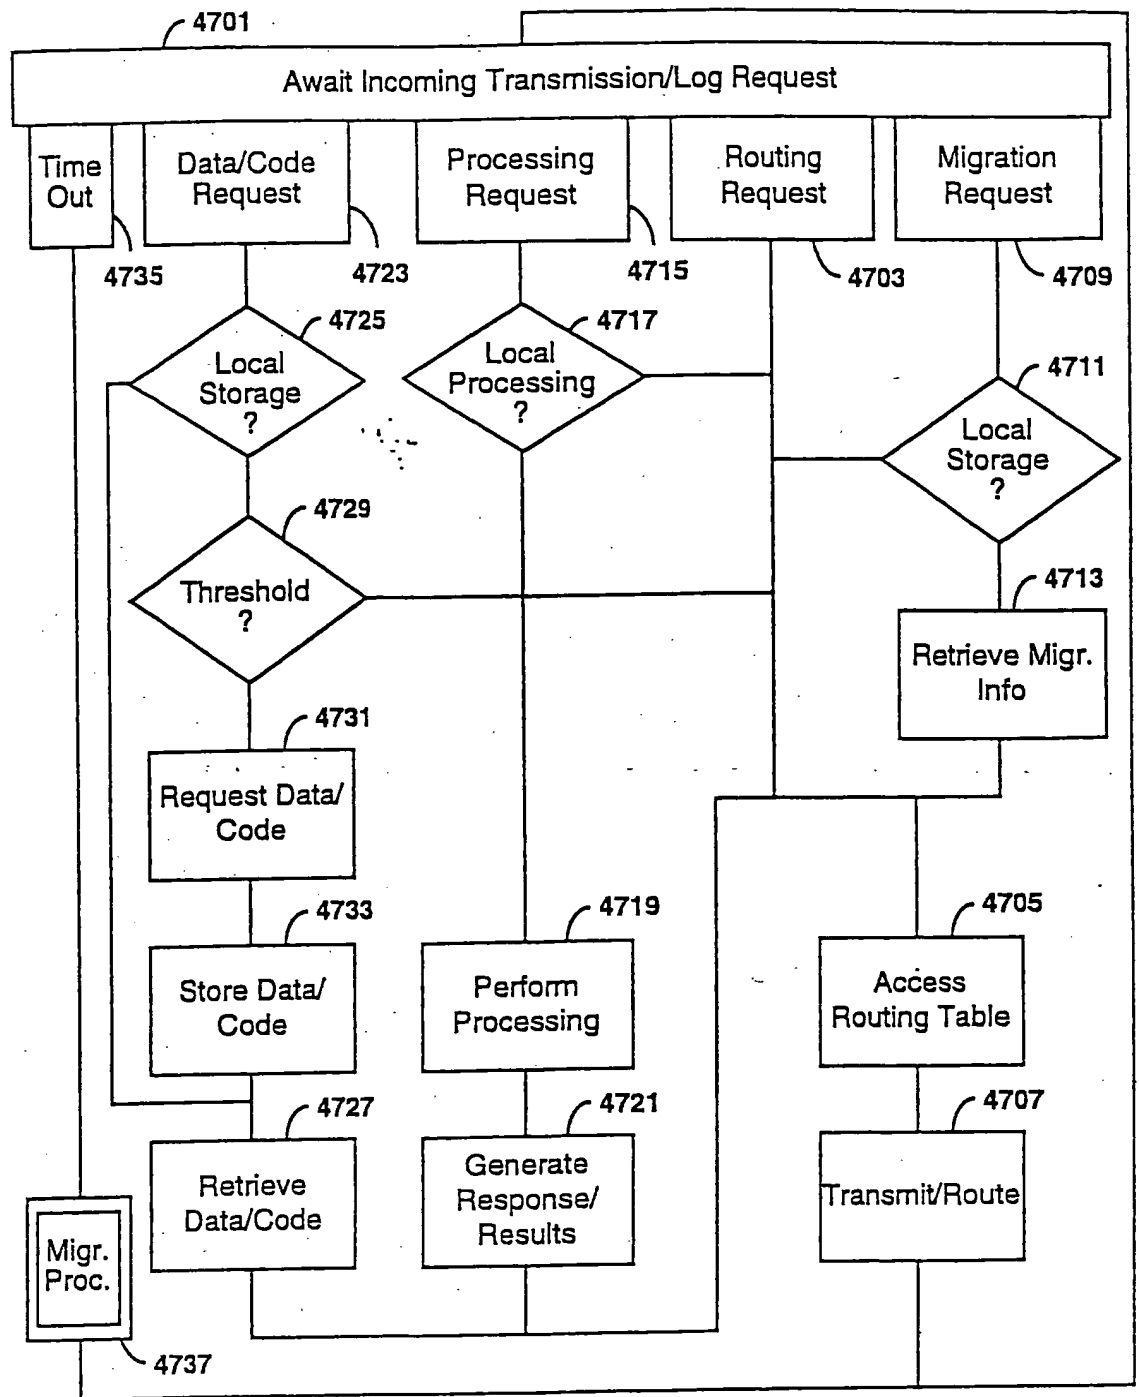 4701
Await Incoming Transmission/Log Request
Time
Out
Data/Code
Request
Processing
Request
Routing
Request
Migration
Request
4735
4723
4715
4703
4709
4725
Local
Storage
?
4717
Local
Processing
?
4711
Local
Storage
?
4729
Threshold
?
4713
Retrieve Migr.
Info
4731
Request Data/
Code
4733
Store Data/
Code
4719
Perform
Processing
4705
Access
Routing Table
4727
Retrieve
Data/Code
4721
Generate
Response/
Results
4707
Transmit/Route
Migr.
Proc.
4737